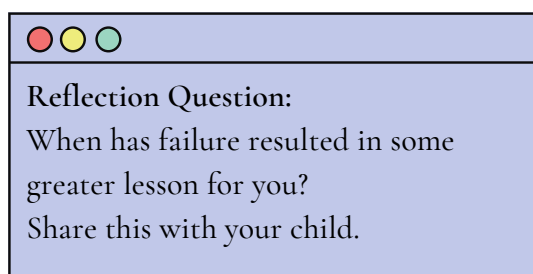 Reflection Question:
When has failure resulted in some
greater lesson for you?
Share this with your child.